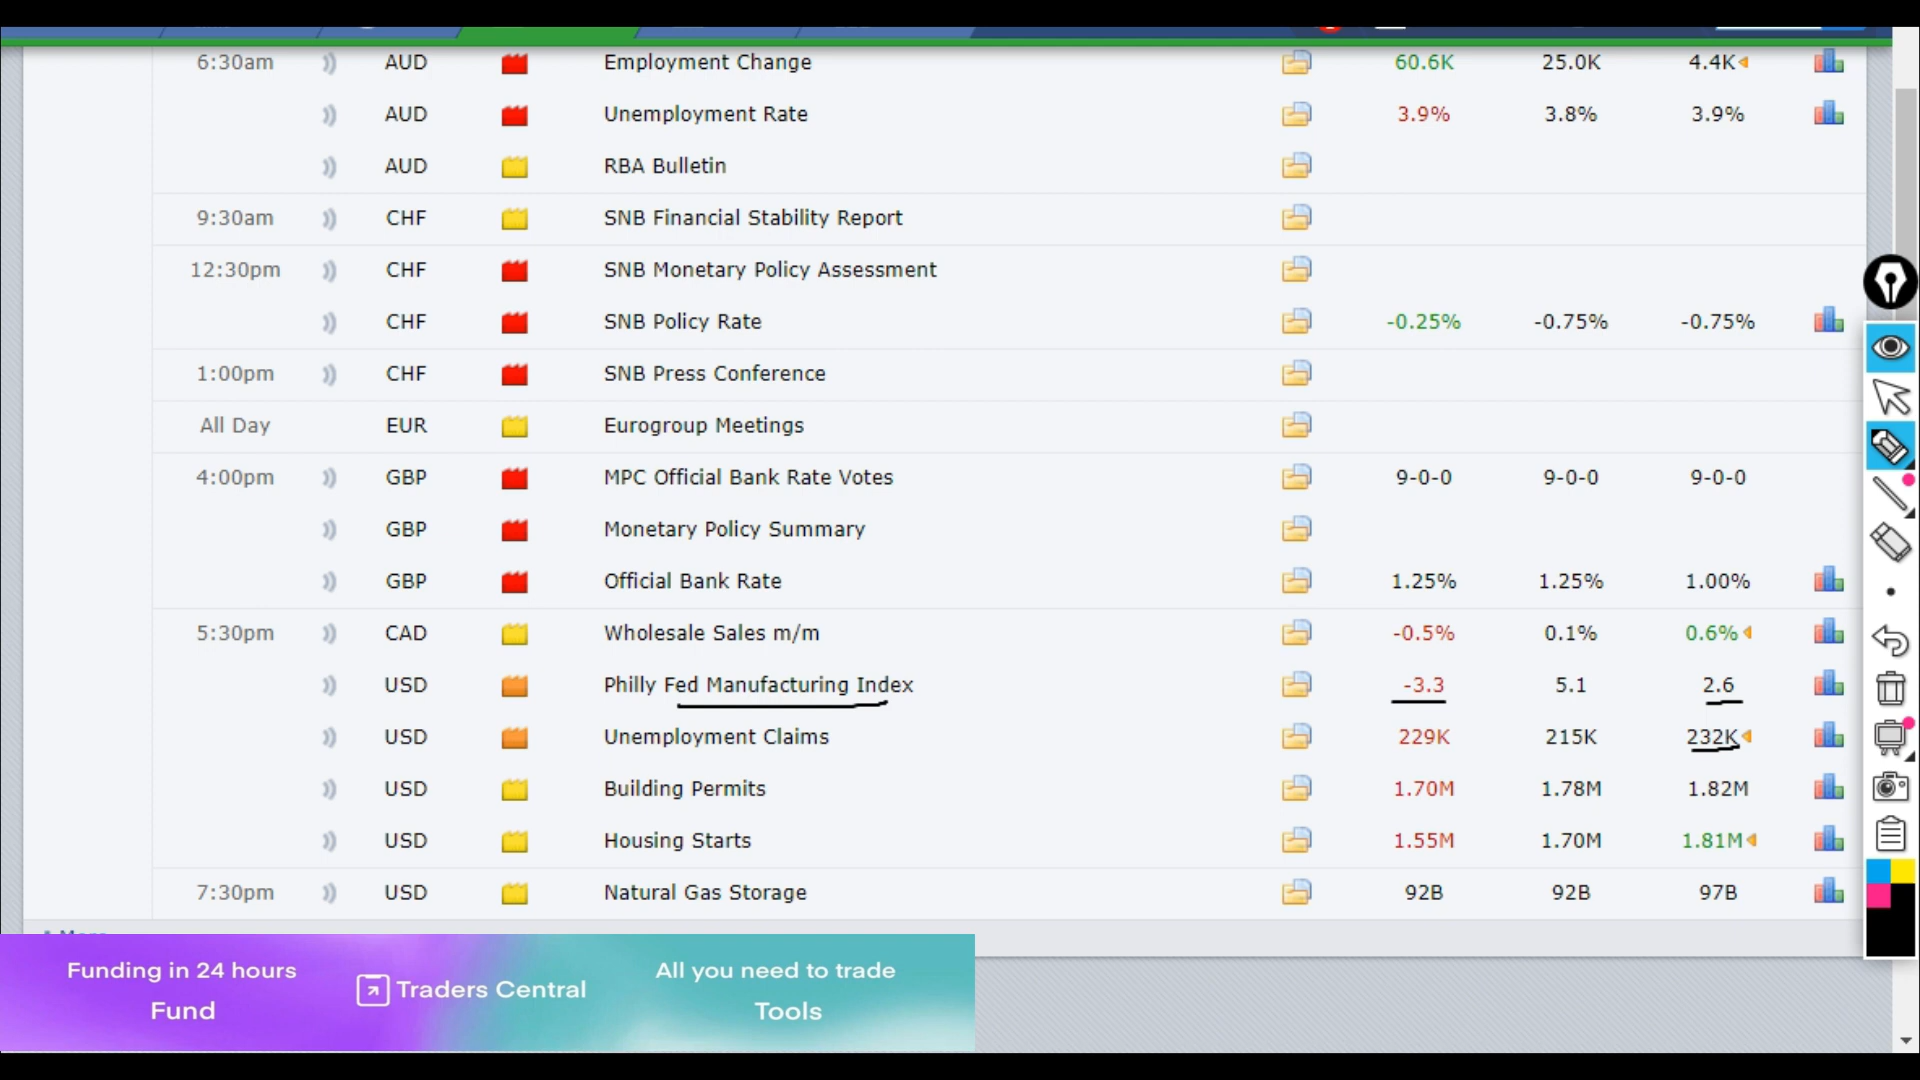 6:30am AUD Employment Change 60.6K 25.0K 4.4K
AUD Unemployment Rate 3.9% 3.8% 3.9%
AUD RBA Bulletin
9:30am CHF SNB Financial Stability Report
12:30pm CHF SNB Monetary Policy Assessment
CHF SNB Policy Rate -0.25% -0.75% -0.75%
1:00pm CHF SNB Press Conference
All Day EUR Eurogroup Meetings
4:00pm GBP MPC Official Bank Rate Votes 9-0-0 9-0-0 9-0-0
GBP Monetary Policy Summary
GBP Official Bank Rate 1.25% 1.25% 1.00%
5:30pm CAD Wholesale Sales m/m -0.5% 0.1% 0.6%
USD Philly Fed Manufacturing Index -3.3 5.1 2.6
USD Unemployment Claims 229K 215K 232K
USD Building Permits 1.70M 1.78M 1.82M
USD Housing Starts 1.55M 1.70M 1.81M
7:30pm USD Natural Gas Storage 92B 92B 97B
Funding in 24 hours
Fund
Traders Central
All you need to trade
Tools